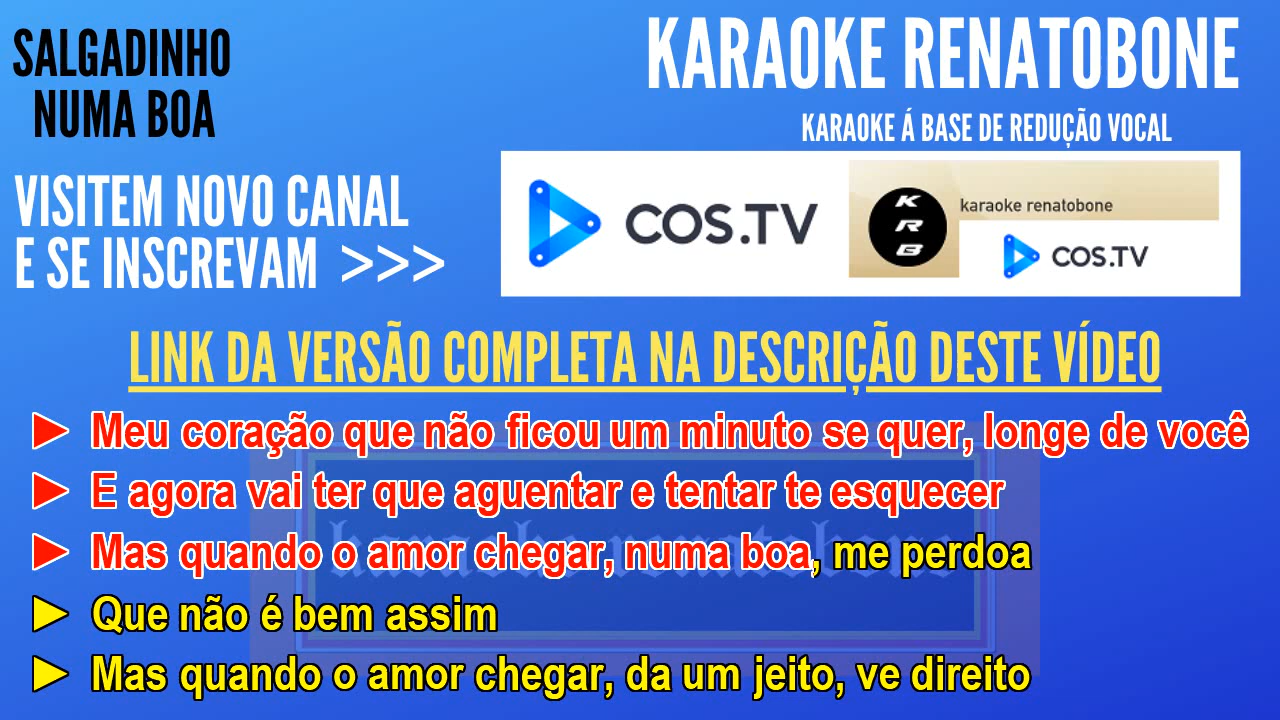 SALGADINHO
NUMA BOA
KARAOKE RENATOBONE
KARAOKE Á BASE DE REDUÇÃO VOCAL
VISITEM NOVO CANAL
E SE INSCREVAM >>>
COS.TV
KRB
karaoke renatobone
COS.TV
LINK DA VERSÃO COMPLETA NA DESCRIÇÃO DESTE VÍDEO
► Meu coração que não ficou um minuto se quer, longe de você
► E agora vai ter que aguentar e tentar te esquecer
► Mas quando o amor chegar, numa boa, me perdoa
► Que não é bem assim
► Mas quando o amor chegar, da um jeito, ve direito
karaoke renatobone